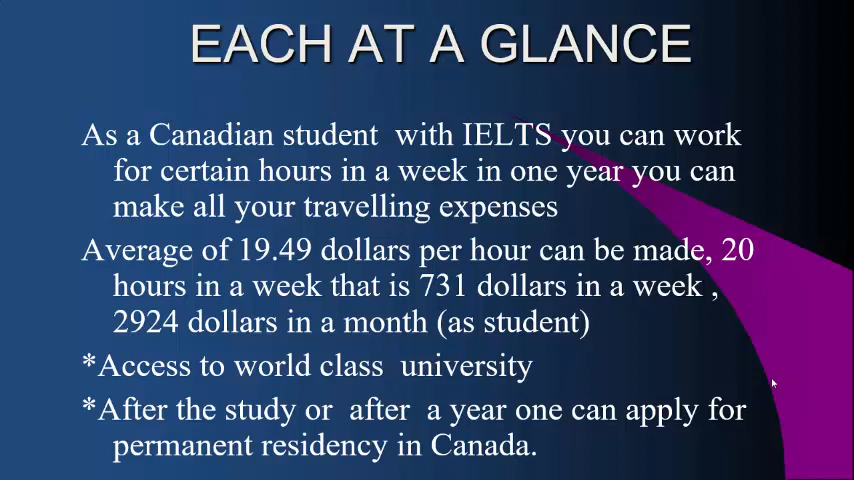 EACH AT A GLANCE
As a Canadian student  with IELTS you can work
for certain hours in a week in one year you can
make all your travelling expenses
Average of 19.49 dollars per hour can be made, 20
hours in a week that is 731 dollars in a week ,
2924 dollars in a month (as student)
*Access to world class  university
*After the study or  after  a year one can apply for
permanent residency in Canada.